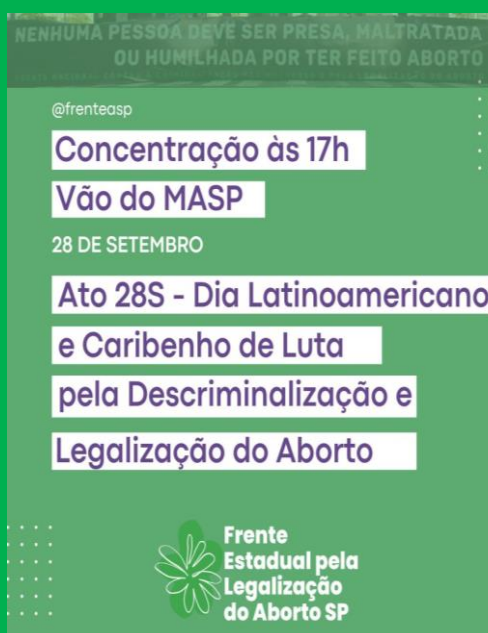 NENHUMA PESSOA DEVE SER PRESA, MALTRATADA
OU HUMILHADA POR TER FEITO ABORTO
@frenteasp
Concentração às 17h
Vão do MASP
28 DE SETEMBRO
Ato 28S - Dia Latinoamericano
e Caribenho de Luta
pela Descriminalização e
Legalização do Aborto
Frente
Estadual pela
Legalização
do Aborto SP